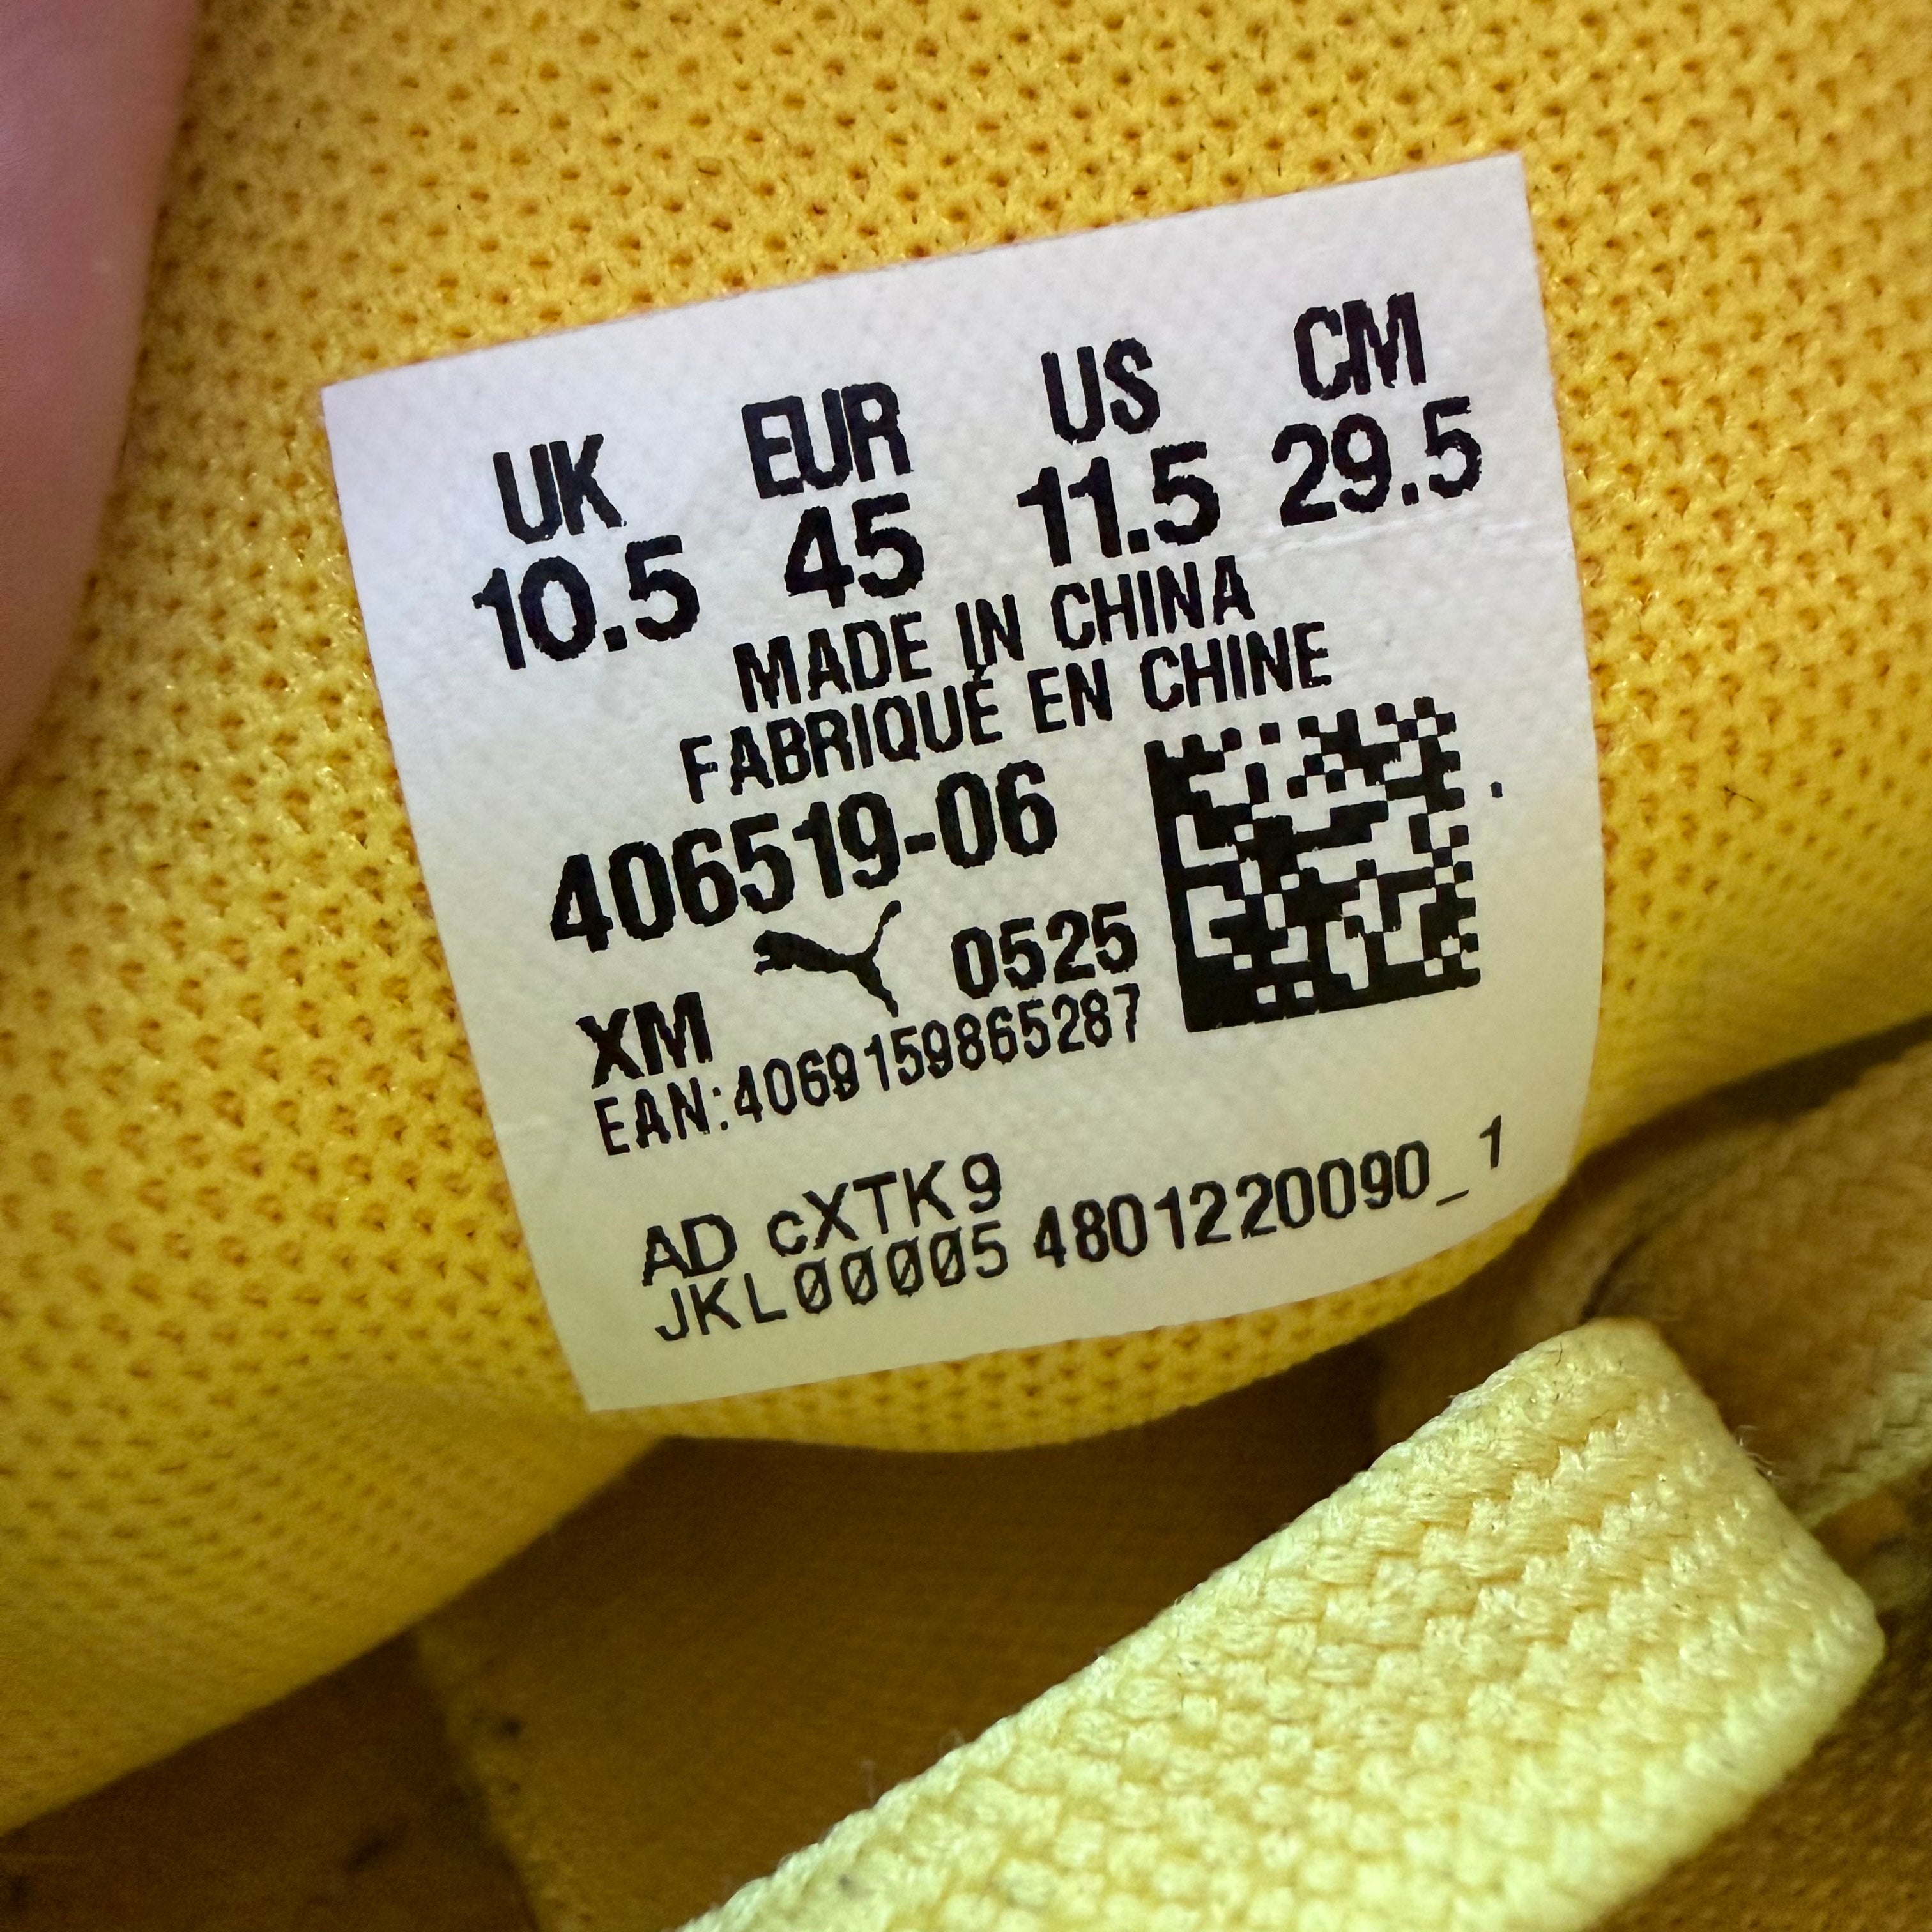 UK EUR US CM
10.5 45 11.5 29.5
MADE IN CHINA
FABRIQUÉ EN CHINE
406519-06
XM 0525
EAN:4069159865287
AD cXTK9
JKL00005 4801220090_1